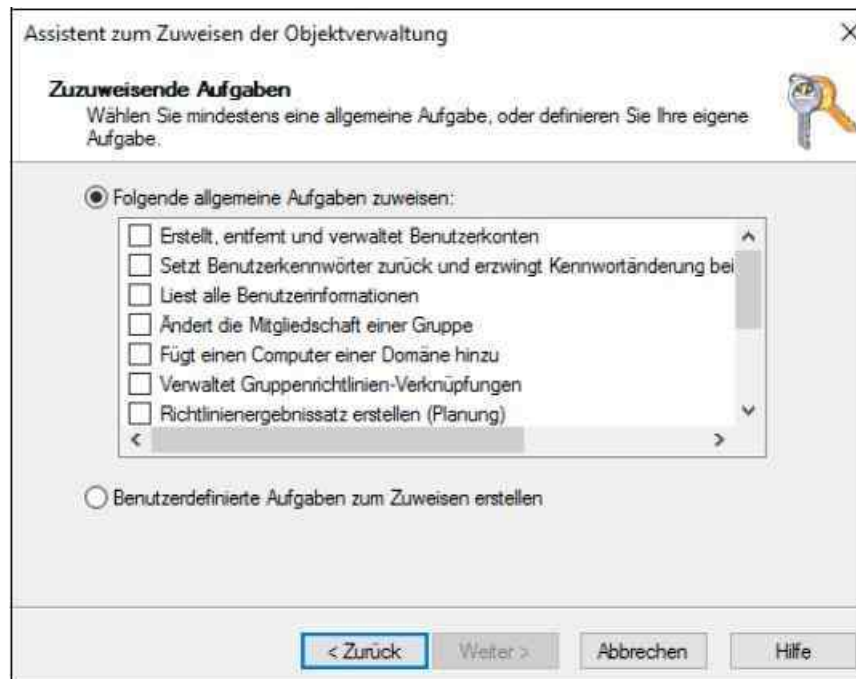 Assistent zum Zuweisen der Objektverwaltung
Zuzuweisende Aufgaben
Wählen Sie mindestens eine allgemeine Aufgabe, oder definieren Sie Ihre eigene
Aufgabe.
Folgende allgemeine Aufgaben zuweisen:
Erstellt, entfernt und verwaltet Benutzerkonten
Setzt Benutzerkennwörter zurück und erzwingt Kennwortänderung bei
Liest alle Benutzerinformationen
Ändert die Mitgliedschaft einer Gruppe
Fügt einen Computer einer Domäne hinzu
Verwaltet Gruppenrichtlinien-Verknüpfungen
Richtlinienergebnissatz erstellen (Planung)
Benutzerdefinierte Aufgaben zum Zuweisen erstellen
< Zurück Weiter > Abbrechen Hilfe